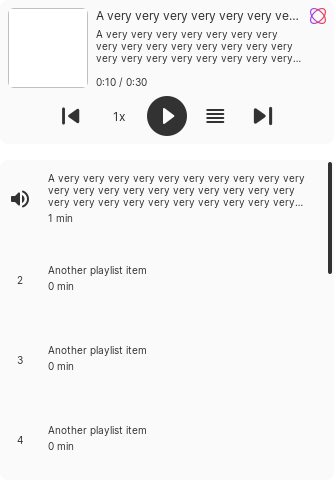 A very very very very very very ve...
A very very very very very very very
very very very very very very very very
very very very very very very very very...
0:10 / 0:30
1x
A very very very very very very very very very
very very very very very very very very very very
very very very very very very very very very very...
1 min
2
Another playlist item
0 min
3
Another playlist item
0 min
4
Another playlist item
0 min